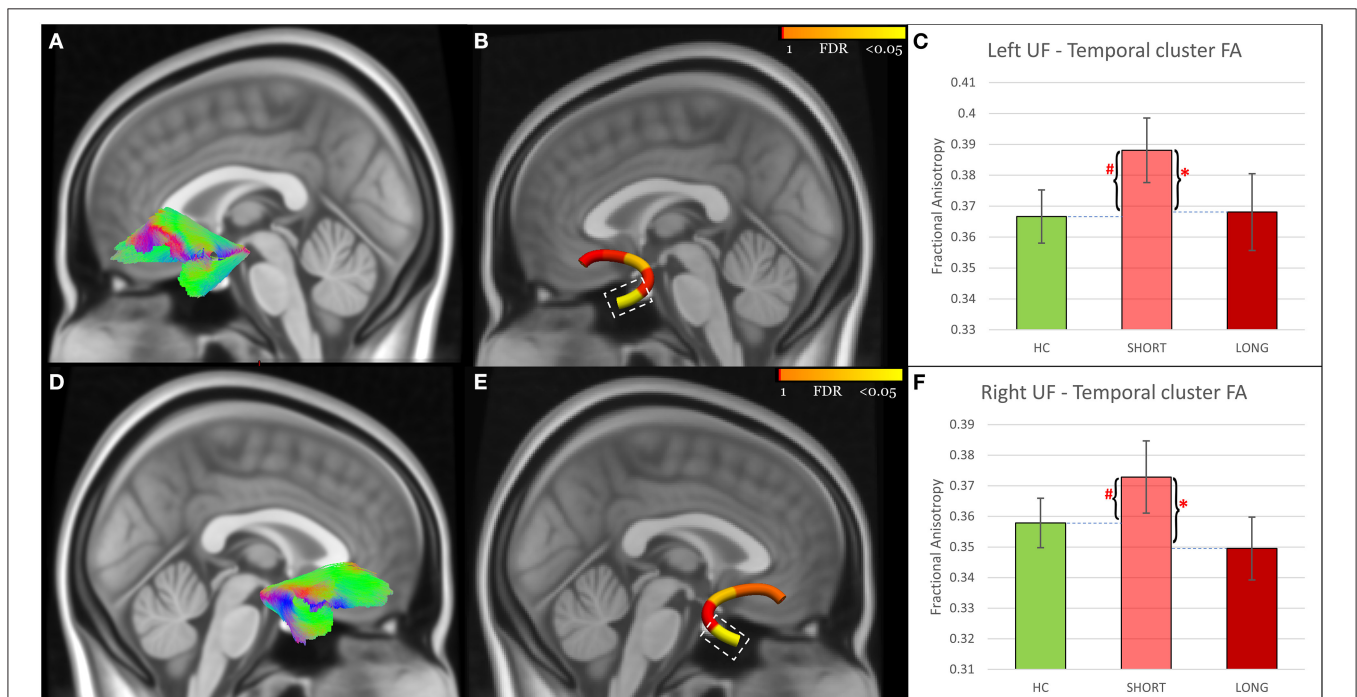 A
B
1 FDR <0.05
C
Left UF - Temporal cluster FA
Fractional Anisotropy
0.41
0.4
0.39
0.38
0.37
0.36
0.35
0.34
0.33
#
*
HC SHORT LONG
D
E
1 FDR <0.05
F
Right UF - Temporal cluster FA
Fractional Anisotropy
0.39
0.38
0.37
0.36
0.35
0.34
0.33
0.32
0.31
#
*
HC SHORT LONG